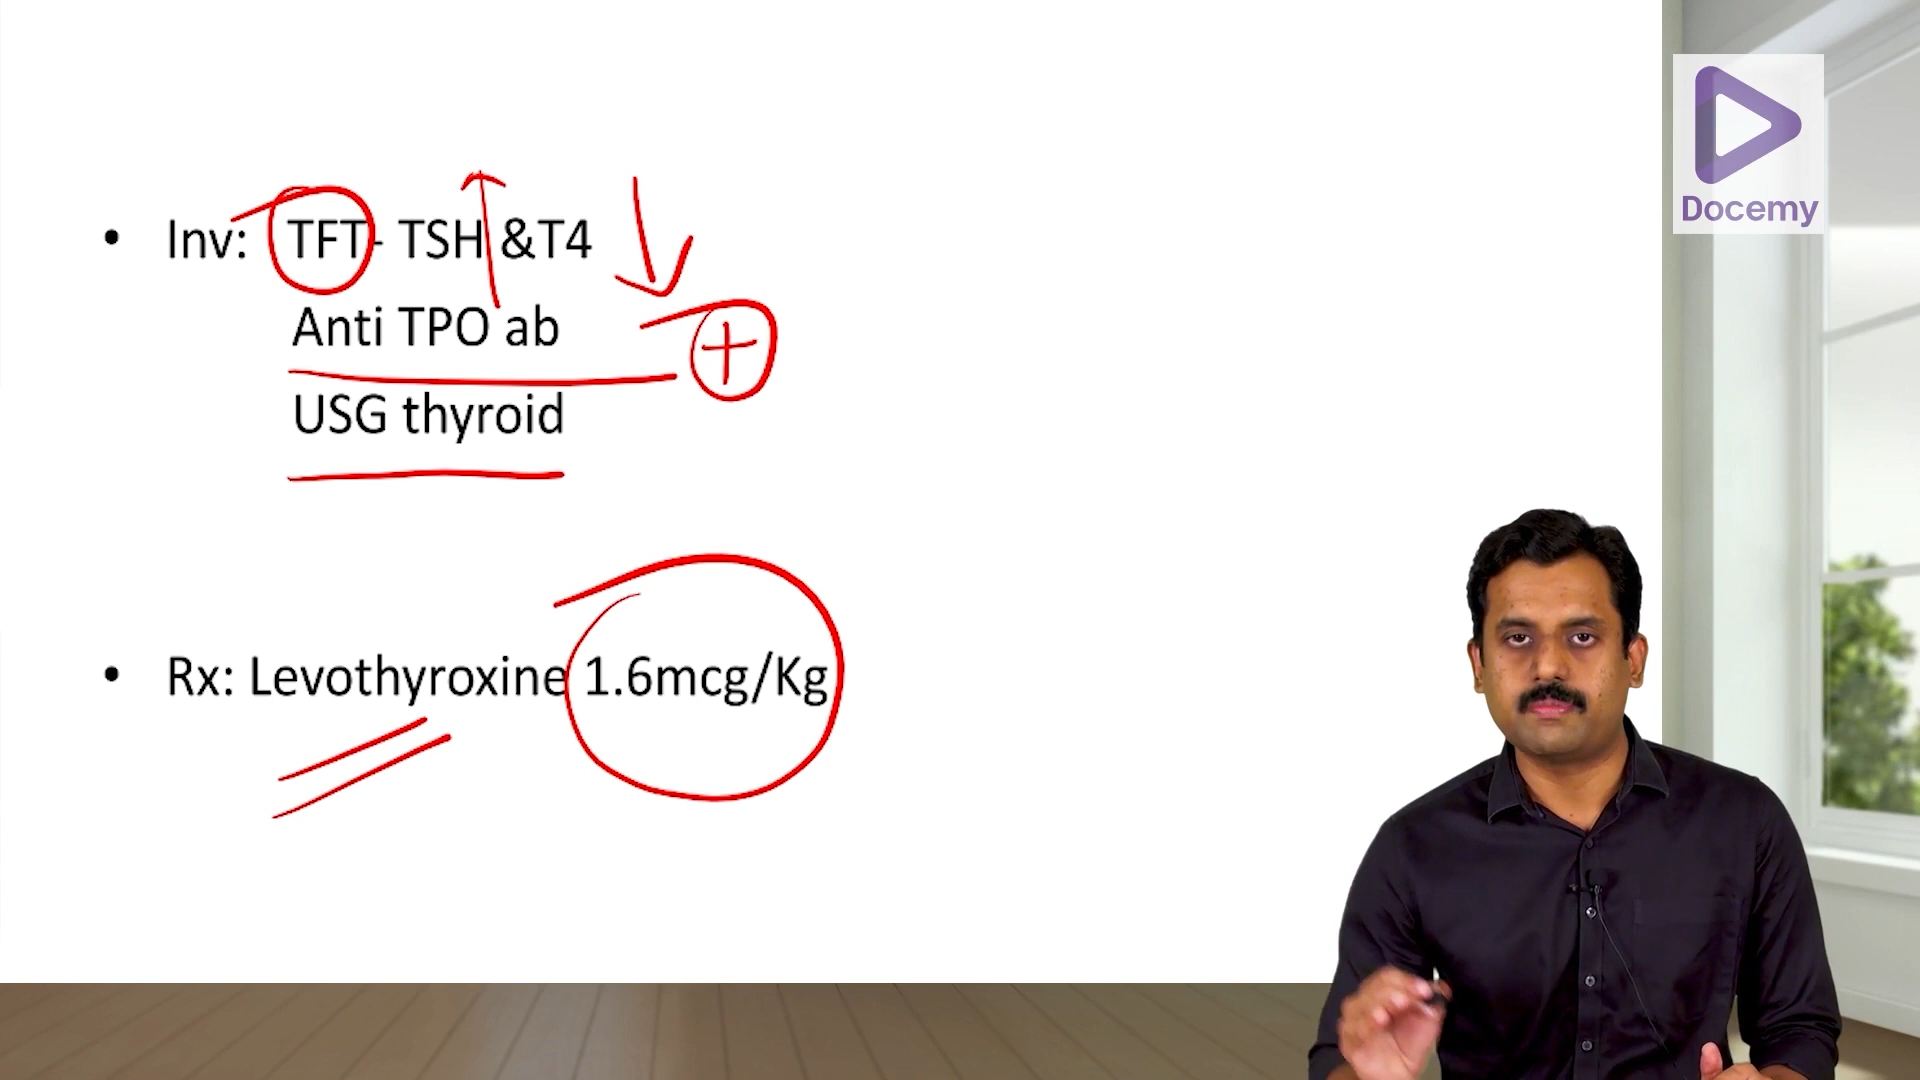 • Inv: TFT- TSH ↑ &T4 ↓
Anti TPO ab +
USG thyroid
• Rx: Levothyroxine 1.6mcg/Kg
Docemy